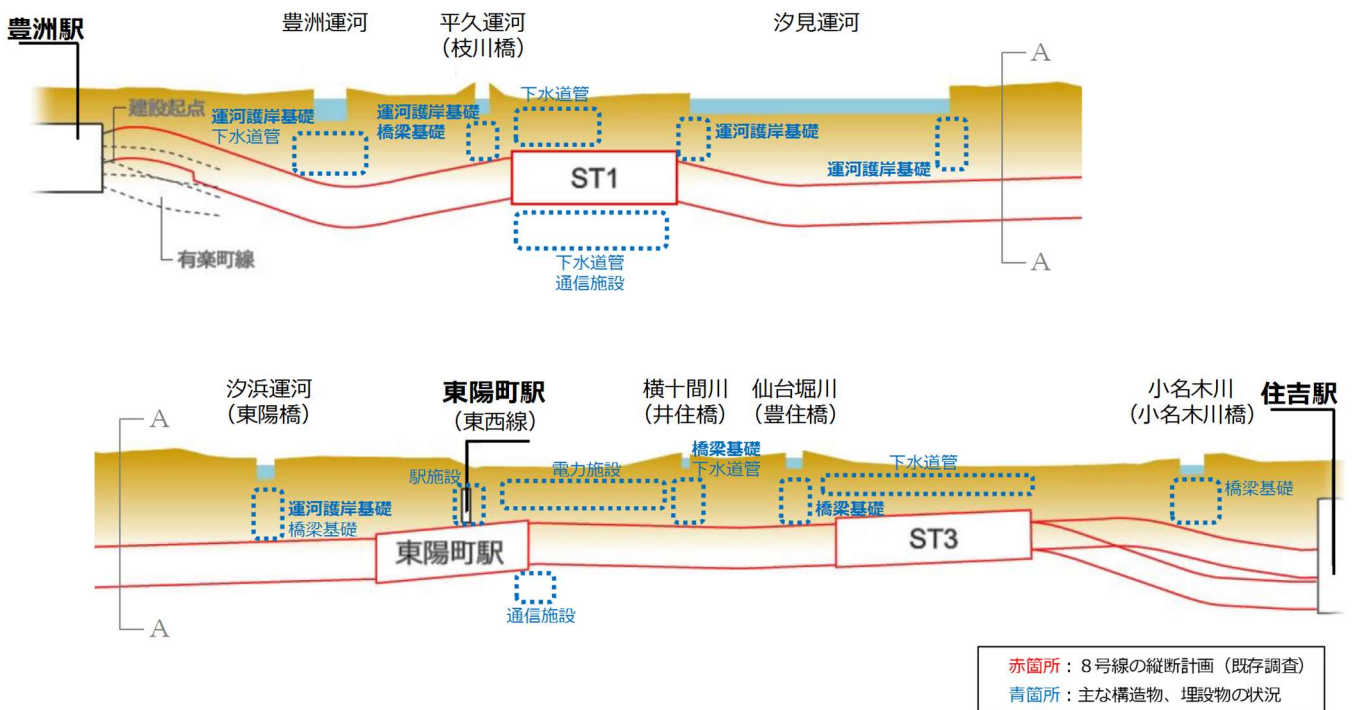 豊洲駅
豊洲運河
平久運河
（枝川橋）
汐見運河
A
建設起点
運河護岸基礎
下水道管
運河護岸基礎
橋梁基礎
下水道管
運河護岸基礎
運河護岸基礎
ST1
有楽町線
下水道管
通信施設
A
汐浜運河
（東陽橋）
東陽町駅
（東西線）
横十間川
（井住橋）
仙台堀川
（豊住橋）
小名木川
（小名木川橋）
住吉駅
A
駅施設
電力施設
橋梁基礎
下水道管
下水道管
橋梁基礎
運河護岸基礎
橋梁基礎
橋梁基礎
東陽町駅
ST3
通信施設
A
赤箇所：８号線の縦断計画（既存調査）
青箇所：主な構造物、埋設物の状況